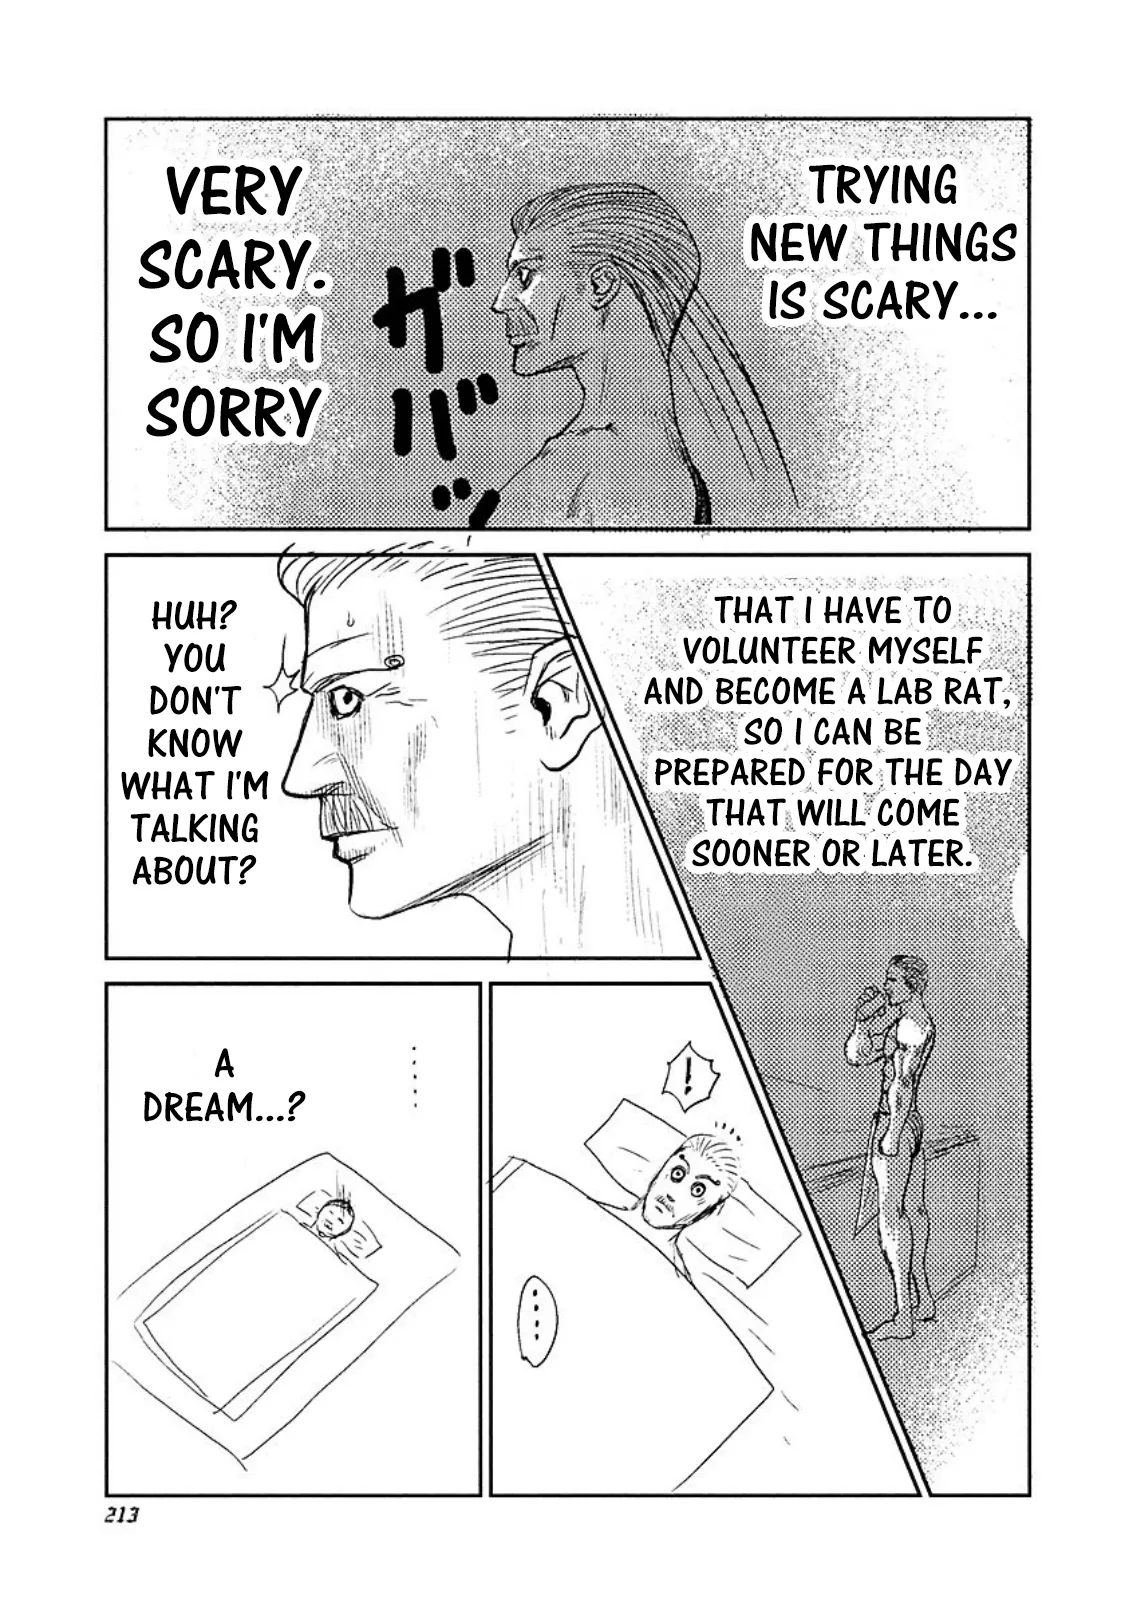 TRYING
NEW THINGS
IS SCARY...
VERY
SCARY.
SO I'M
SORRY
ザ
バ
ッ
THAT I HAVE TO
VOLUNTEER MYSELF
AND BECOME A LAB RAT,
SO I CAN BE
PREPARED FOR THE DAY
THAT WILL COME
SOONER OR LATER.
HUH?
YOU
DON'T
KNOW
WHAT I'M
TALKING
ABOUT?
!
....
.....
A
DREAM...?
213